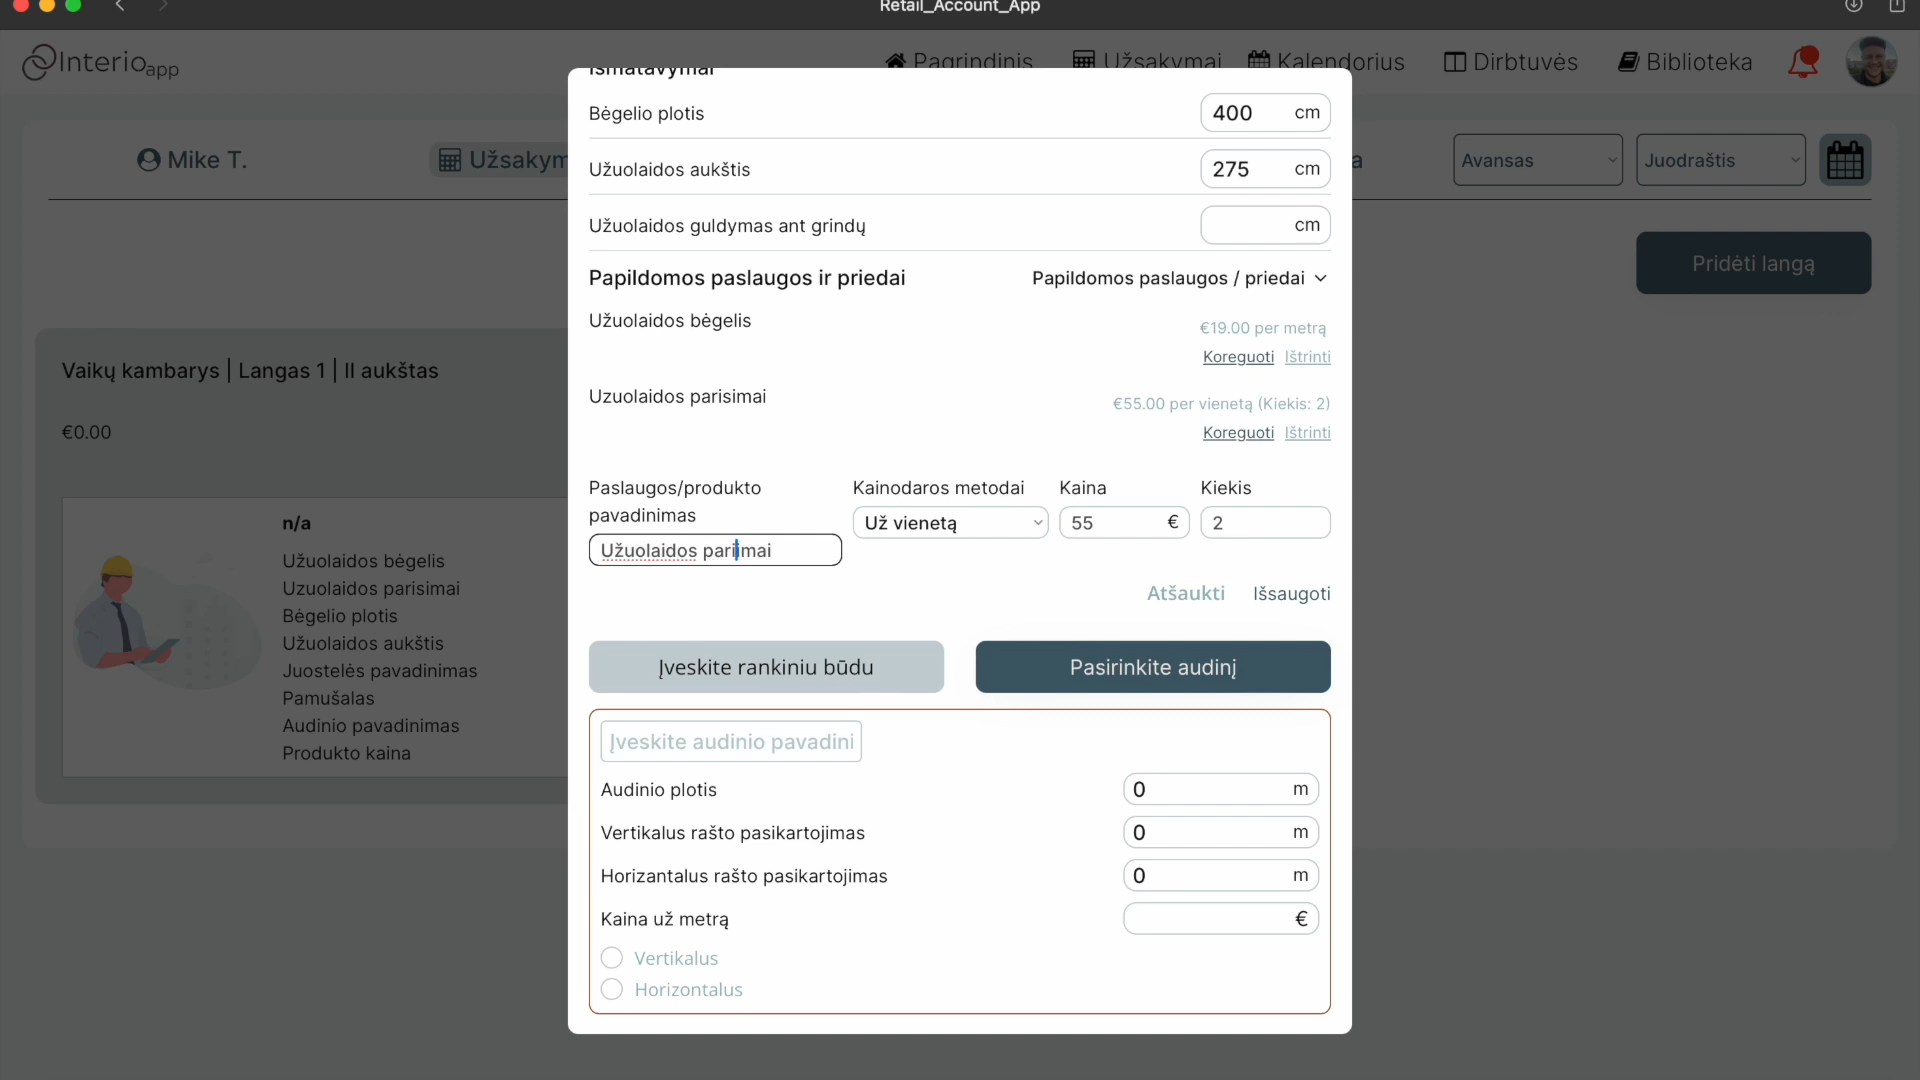 Retail_Account_App
Interioapp
Pagrindinis
Užsakymai
Kalendorius
Dirbtuvės
Biblioteka
Mike T.
Užsakym
a
Avansas
Juodraštis
Pridėti langą
Vaikų kambarys | Langas 1 | II aukštas
€0.00
n/a
Užuolaidos bėgelis
Uzuolaidos parisimai
Bėgelio plotis
Užuolaidos aukštis
Juostelės pavadinimas
Pamušalas
Audinio pavadinimas
Produkto kaina
Išmatavymai
Bėgelio plotis
400 cm
Užuolaidos aukštis
275 cm
Užuolaidos guldymas ant grindų
cm
Papildomos paslaugos ir priedai
Papildomos paslaugos / priedai
Užuolaidos bėgelis
€19.00 per metrą
Koreguoti Ištrinti
Uzuolaidos parisimai
€55.00 per vienetą (Kiekis: 2)
Koreguoti Ištrinti
Paslaugos/produkto
pavadinimas
Užuolaidos pariimai
Kainodaros metodai
Už vienetą
Kaina
55 €
Kiekis
2
Atšaukti Išsaugoti
Įveskite rankiniu būdu
Pasirinkite audinį
Įveskite audinio pavadini
Audinio plotis
0 m
Vertikalus rašto pasikartojimas
0 m
Horizantalus rašto pasikartojimas
0 m
Kaina už metrą
€
Vertikalus
Horizontalus